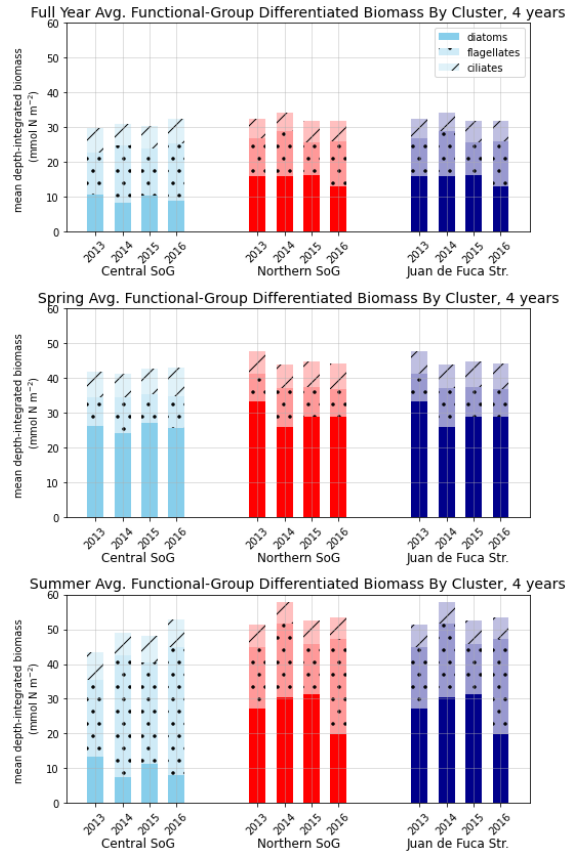 Full Year Avg. Functional-Group Differentiated Biomass By Cluster, 4 years
mean depth-integrated biomass
(mmol N m⁻²)
60
50
40
30
20
10
0
diatoms
flagellates
ciliates
2013 2014 2015 2016 2013 2014 2015 2016 2013 2014 2015 2016
Central SoG Northern SoG Juan de Fuca Str.
Spring Avg. Functional-Group Differentiated Biomass By Cluster, 4 years
mean depth-integrated biomass
(mmol N m⁻²)
60
50
40
30
20
10
0
2013 2014 2015 2016 2013 2014 2015 2016 2013 2014 2015 2016
Central SoG Northern SoG Juan de Fuca Str.
Summer Avg. Functional-Group Differentiated Biomass By Cluster, 4 years
mean depth-integrated biomass
(mmol N m⁻²)
60
50
40
30
20
10
0
2013 2014 2015 2016 2013 2014 2015 2016 2013 2014 2015 2016
Central SoG Northern SoG Juan de Fuca Str.